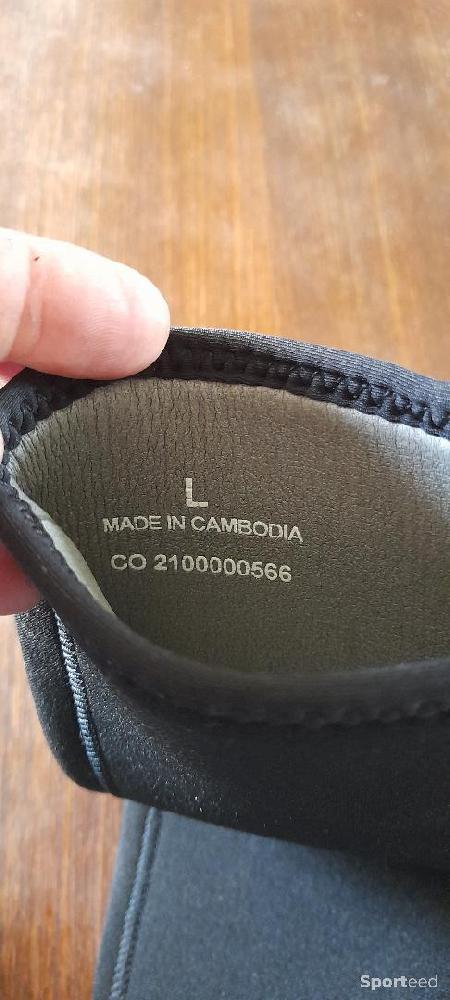 L
MADE IN CAMBODIA
CO 2100000566
Sporteed